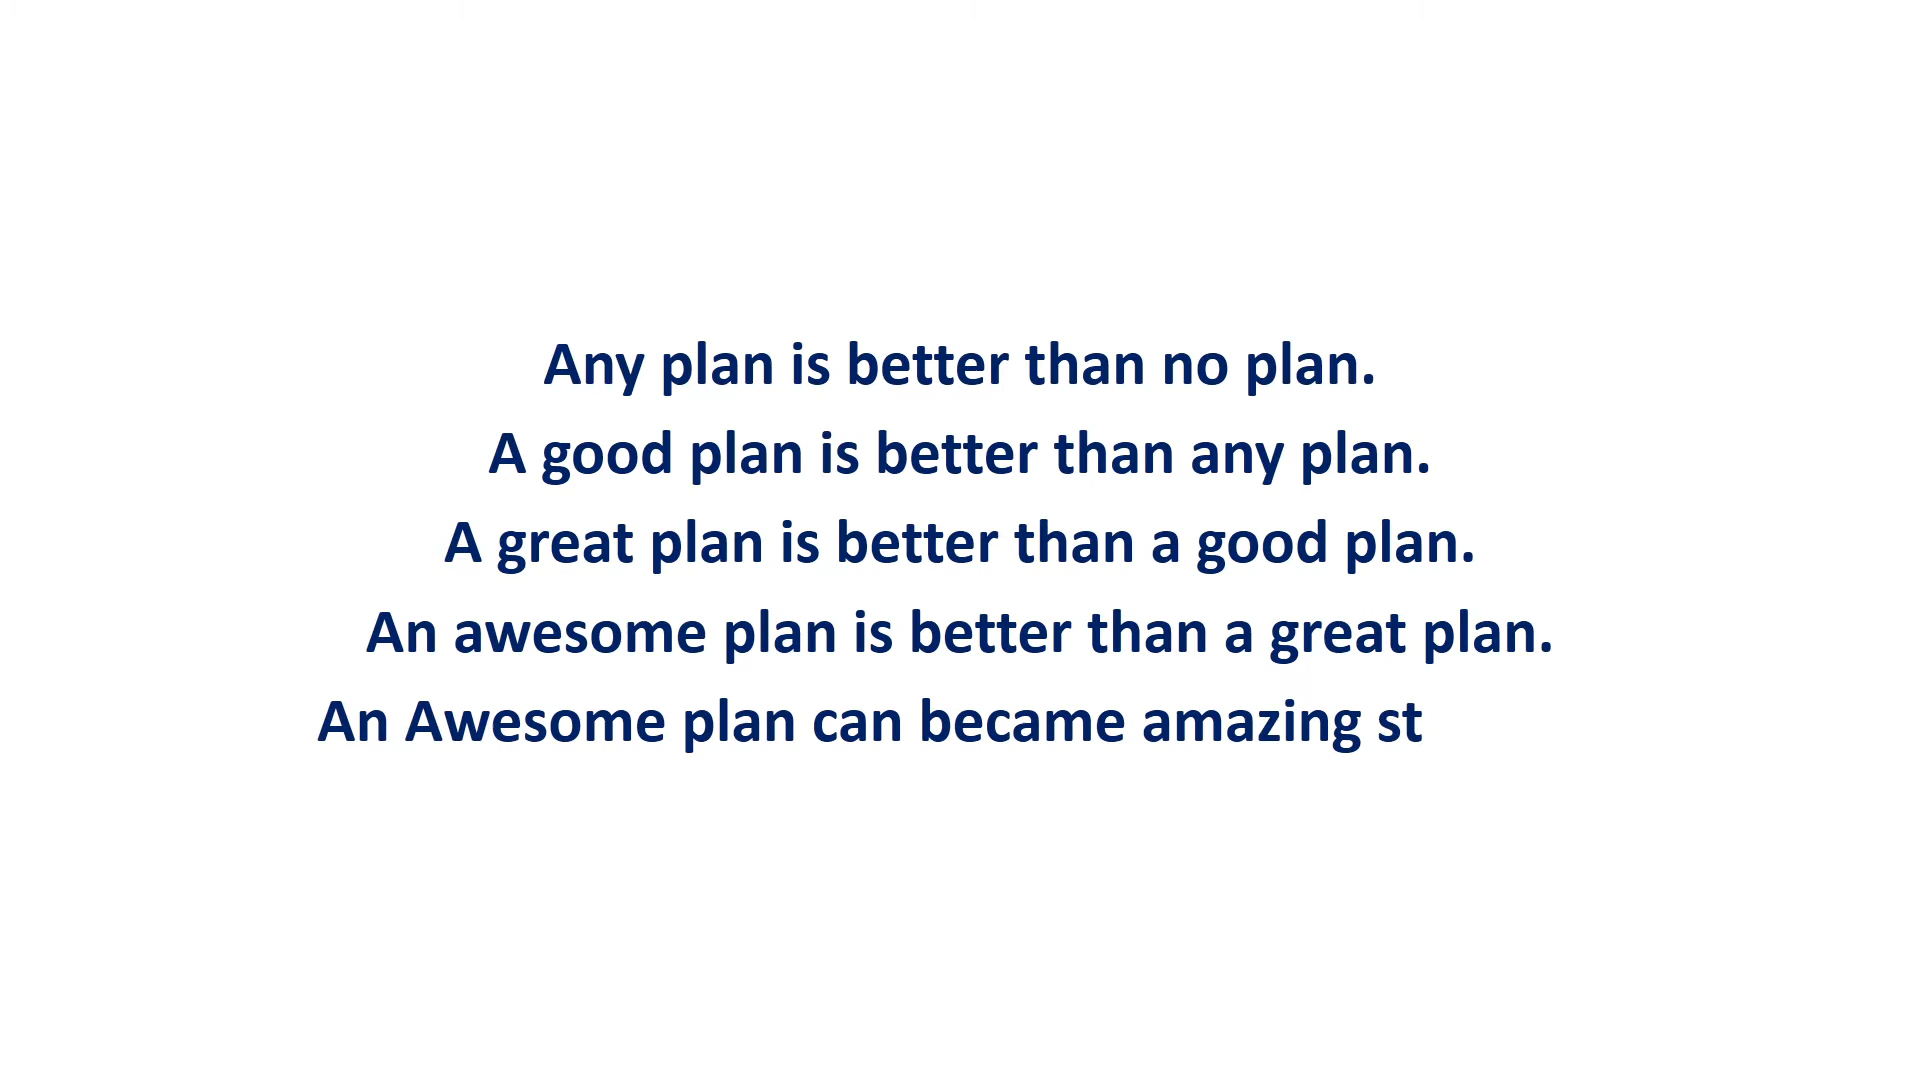 Any plan is better than no plan.
A good plan is better than any plan.
A great plan is better than a good plan.
An awesome plan is better than a great plan.
An Awesome plan can became amazing st